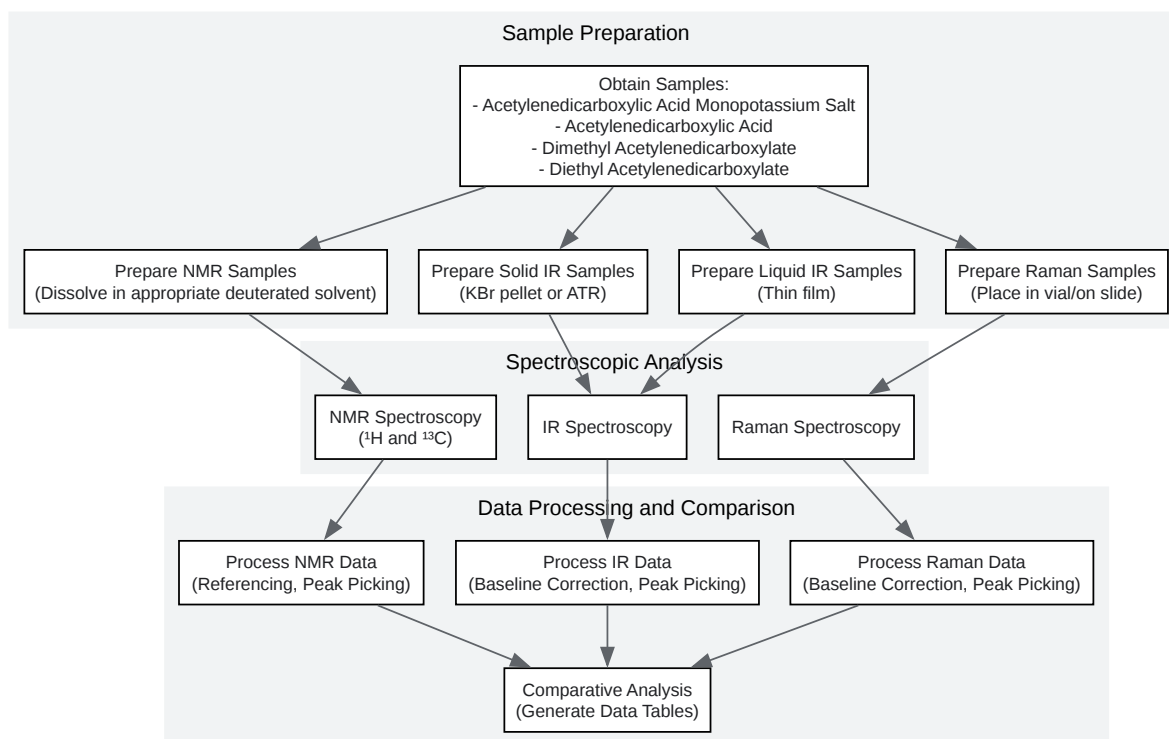 Sample Preparation
Obtain Samples:
- Acetylenedicarboxylic Acid Monopotassium Salt
- Acetylenedicarboxylic Acid
- Dimethyl Acetylenedicarboxylate
- Diethyl Acetylenedicarboxylate
Prepare NMR Samples
(Dissolve in appropriate deuterated solvent)
Prepare Solid IR Samples
(KBr pellet or ATR)
Prepare Liquid IR Samples
(Thin film)
Prepare Raman Samples
(Place in vial/on slide)
Spectroscopic Analysis
NMR Spectroscopy
(¹H and ¹³C)
IR Spectroscopy
Raman Spectroscopy
Data Processing and Comparison
Process NMR Data
(Referencing, Peak Picking)
Process IR Data
(Baseline Correction, Peak Picking)
Process Raman Data
(Baseline Correction, Peak Picking)
Comparative Analysis
(Generate Data Tables)